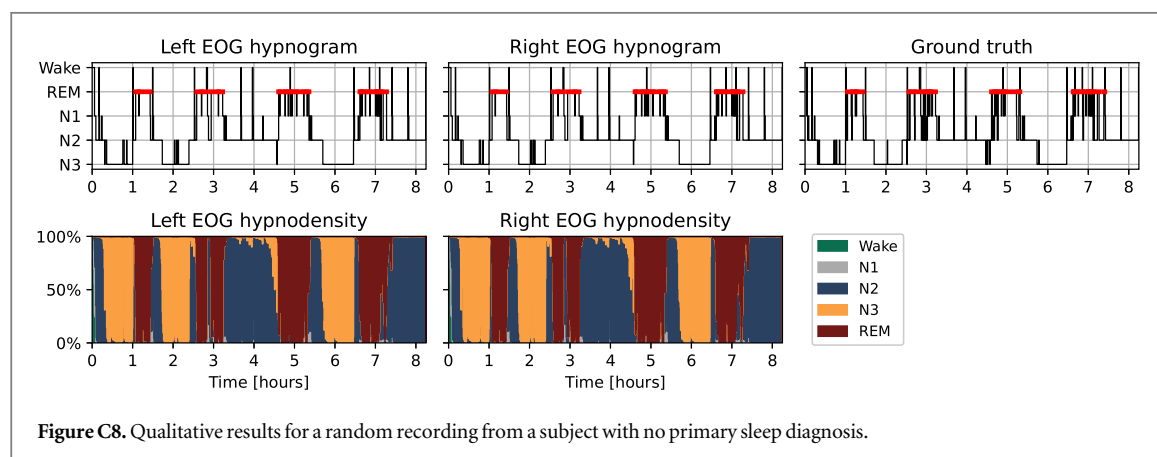 Left EOG hypnogram
Right EOG hypnogram
Ground truth
Wake
REM
N1
N2
N3
0 1 2 3 4 5 6 7 8
0 1 2 3 4 5 6 7 8
0 1 2 3 4 5 6 7 8
Left EOG hypnodensity
Right EOG hypnodensity
100%
50%
0%
0 1 2 3 4 5 6 7 8
0 1 2 3 4 5 6 7 8
Time [hours]
Time [hours]
Wake
N1
N2
N3
REM
Figure C8. Qualitative results for a random recording from a subject with no primary sleep diagnosis.